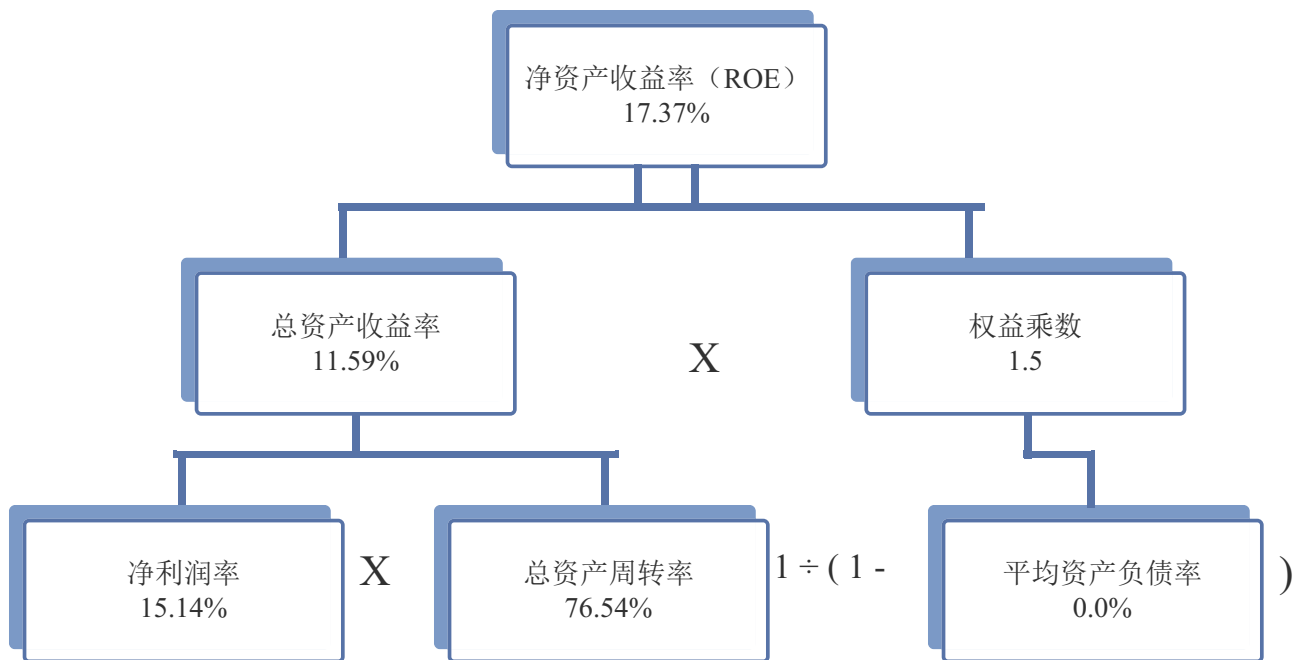 净资产收益率（ROE）
17.37%
总资产收益率
11.59%
X
权益乘数
1.5
净利润率
15.14%
X
总资产周转率
76.54%
1 ÷ ( 1 -
平均资产负债率
0.0%
)